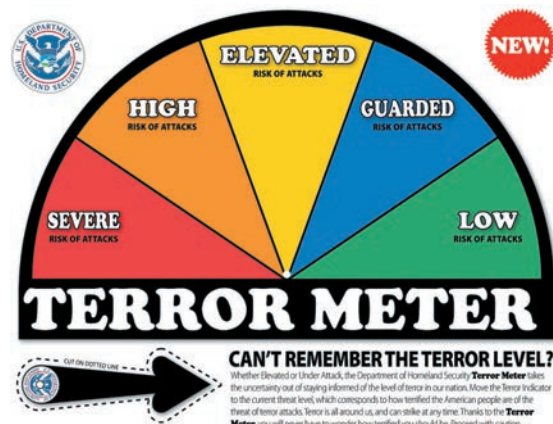 U.S. DEPARTMENT OF
HOMELAND SECURITY
NEW!
ELEVATED
RISK OF ATTACKS
HIGH
RISK OF ATTACKS
GUARDED
RISK OF ATTACKS
SEVERE
RISK OF ATTACKS
LOW
RISK OF ATTACKS
TERROR METER
CUT ON DOTTED LINE
CAN'T REMEMBER THE TERROR LEVEL?
Whether Elevated or Under Attack, the Department of Homeland Security Terror Meter takes
the uncertainty out of staying informed of the level of terror in our nation. Move the Terror Indicator
to the current threat level, which corresponds to how terrified the American people are of the
threat of terror attacks. Terror is all around us, and can strike at any time. Thanks to the Terror
Meter, you will never have to wonder how terrified you should be. Proceed with caution.